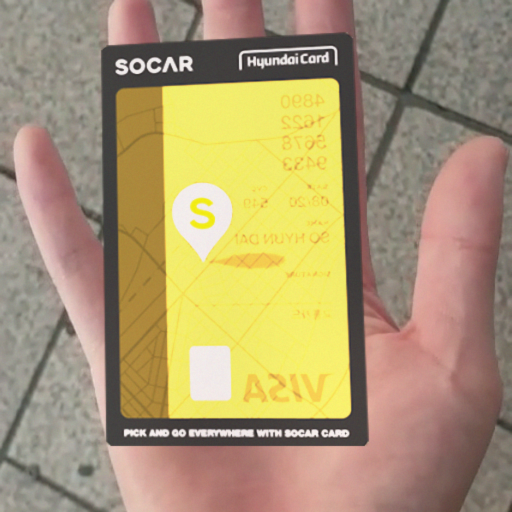 SOCAR
Hyundai Card
4890
1622
5678
9433
08/20 649
SO HYUN DAI
S
VISA
PICK AND GO EVERYWHERE WITH SOCAR CARD